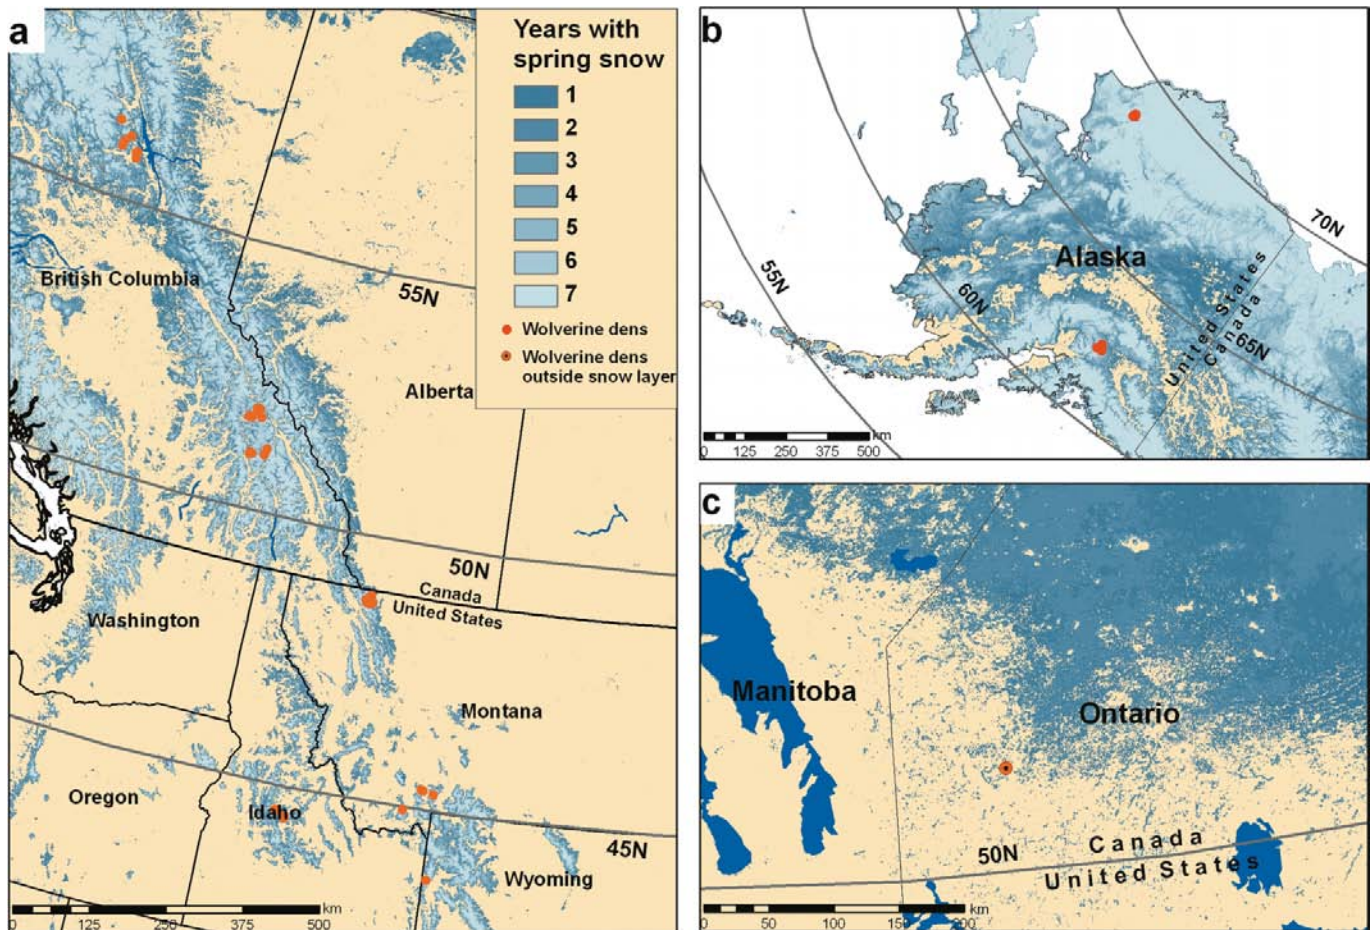 a
Years with
spring snow
1
2
3
4
5
6
7
Wolverine dens
Wolverine dens
outside snow layer
British Columbia
55N
Alberta
50N
Canada
United States
Washington
Montana
Oregon
Idaho
45N
Wyoming
km
0 125 250 375 500
b
70N
Alaska
55N
60N
65N
United States
Canada
km
0 125 250 375 500
c
Manitoba
Ontario
50N
Canada
United States
km
0 50 100 150 200